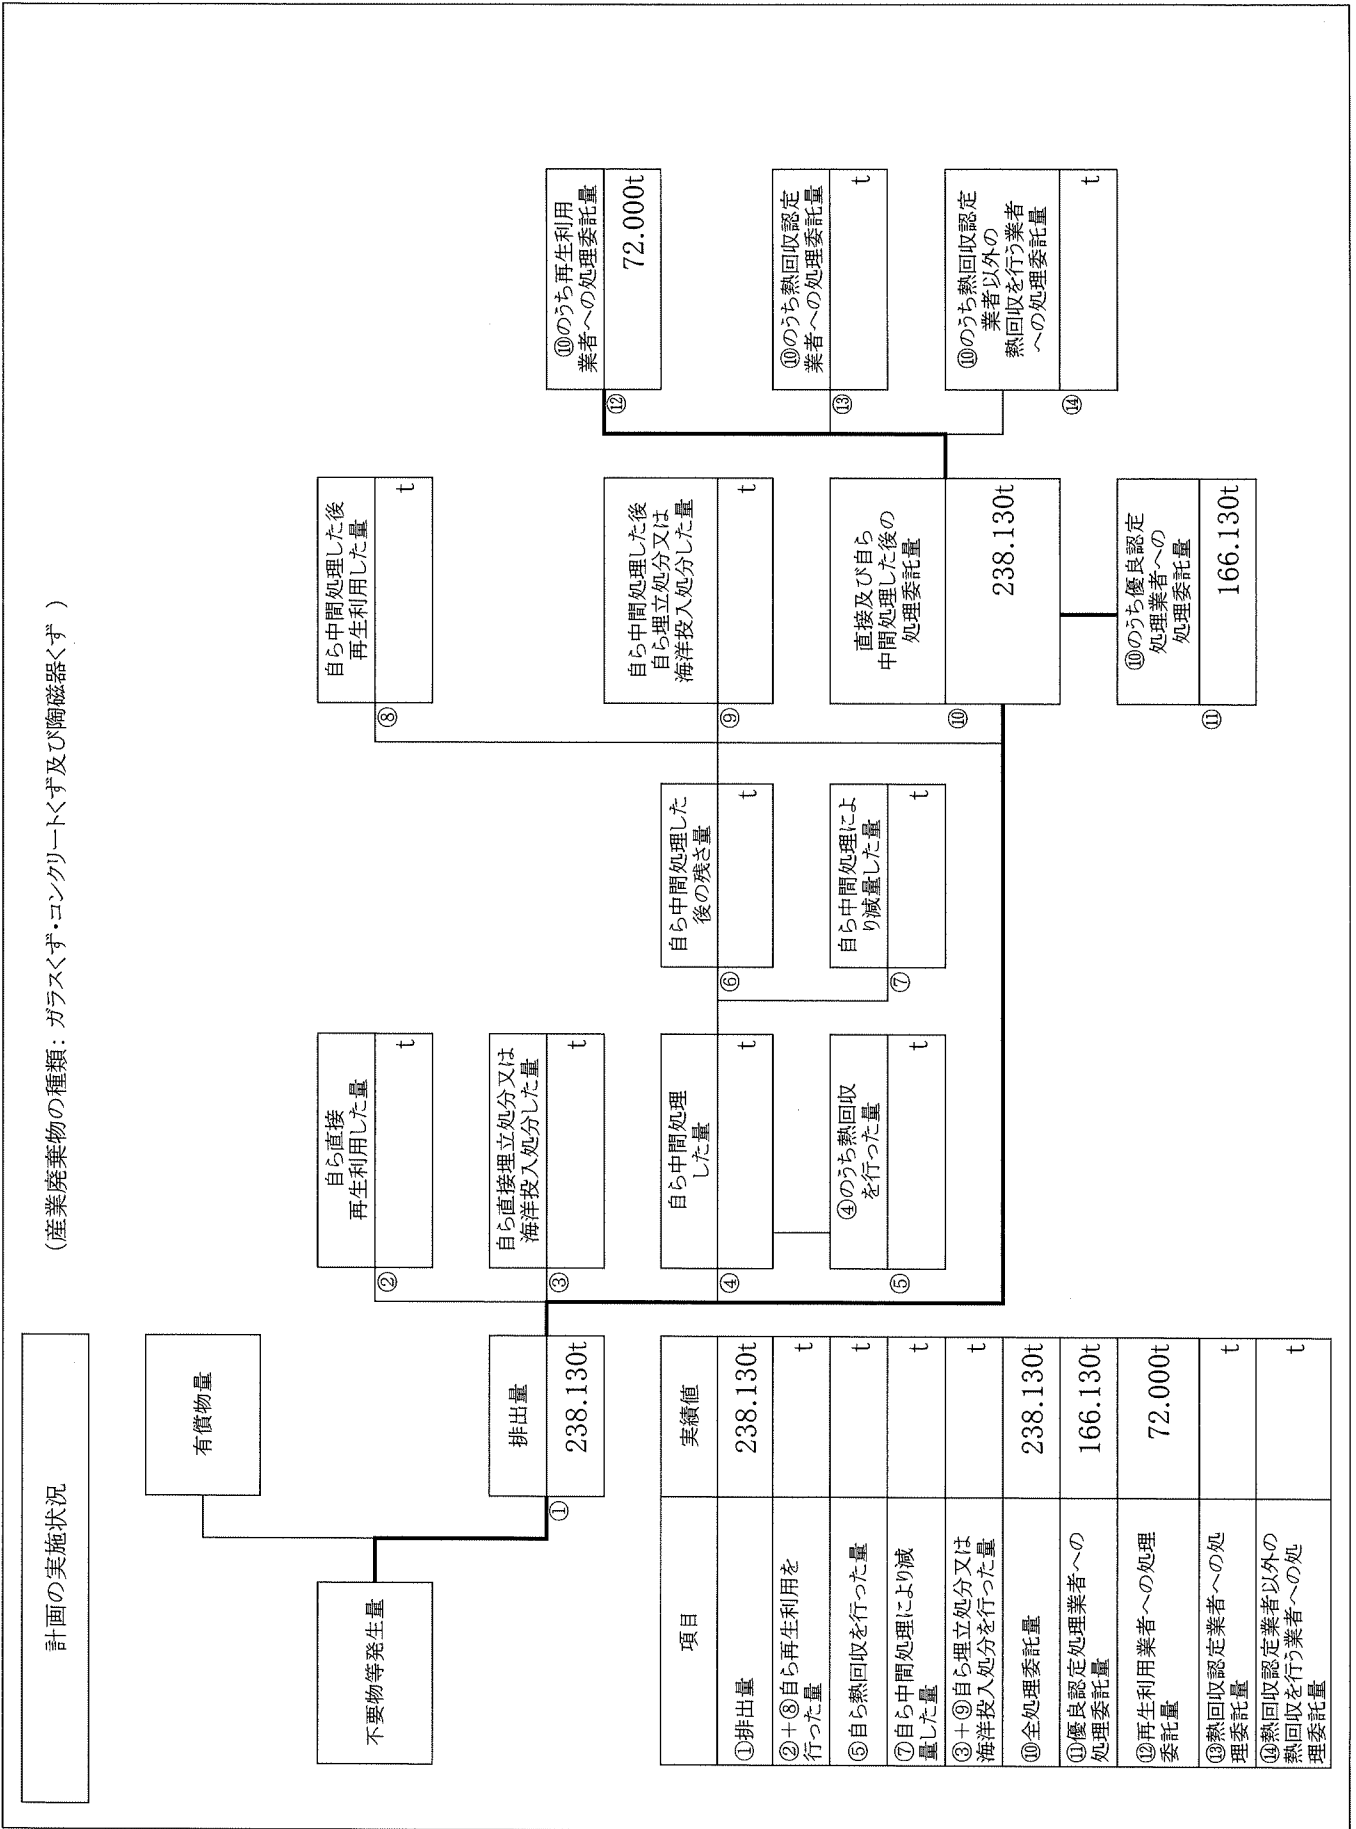 計画の実施状況
(産業廃棄物の種類: ガラスくず・コンクリートくず及び陶磁器くず )
不要物等発生量
有償物量
①
排出量
238.130t
②
自ら直接
再生利用した量
t
③
自ら直接埋立処分又は
海洋投入処分した量
t
④
自ら中間処理
した量
t
⑤
④のうち熱回収
を行った量
t
⑥
自ら中間処理した
後の残さ量
t
⑦
自ら中間処理によ
り減量した量
t
⑧
自ら中間処理した後
再生利用した量
t
⑨
自ら中間処理した後
自ら埋立処分又は
海洋投入処分した量
t
⑩
直接及び自ら
中間処理した後の
処理委託量
238.130t
⑪
⑩のうち優良認定
処理業者への
処理委託量
166.130t
⑫
⑩のうち再生利用
業者への処理委託量
72.000t
⑬
⑩のうち熱回収認定
業者への処理委託量
t
⑭
⑩のうち熱回収認定
業者以外の
熱回収を行う業者
への処理委託量
t
項目
実績値
①排出量
238.130t
②+⑧自ら再生利用を
行った量
t
⑤自ら熱回収を行った量
t
⑦自ら中間処理により減
量した量
t
③+⑨自ら埋立処分又は
海洋投入処分を行った量
t
⑩全処理委託量
238.130t
⑪優良認定処理業者への
処理委託量
166.130t
⑫再生利用業者への処理
委託量
72.000t
⑬熱回収認定業者への処
理委託量
t
⑭熱回収認定業者以外の
熱回収を行う業者への処
理委託量
t